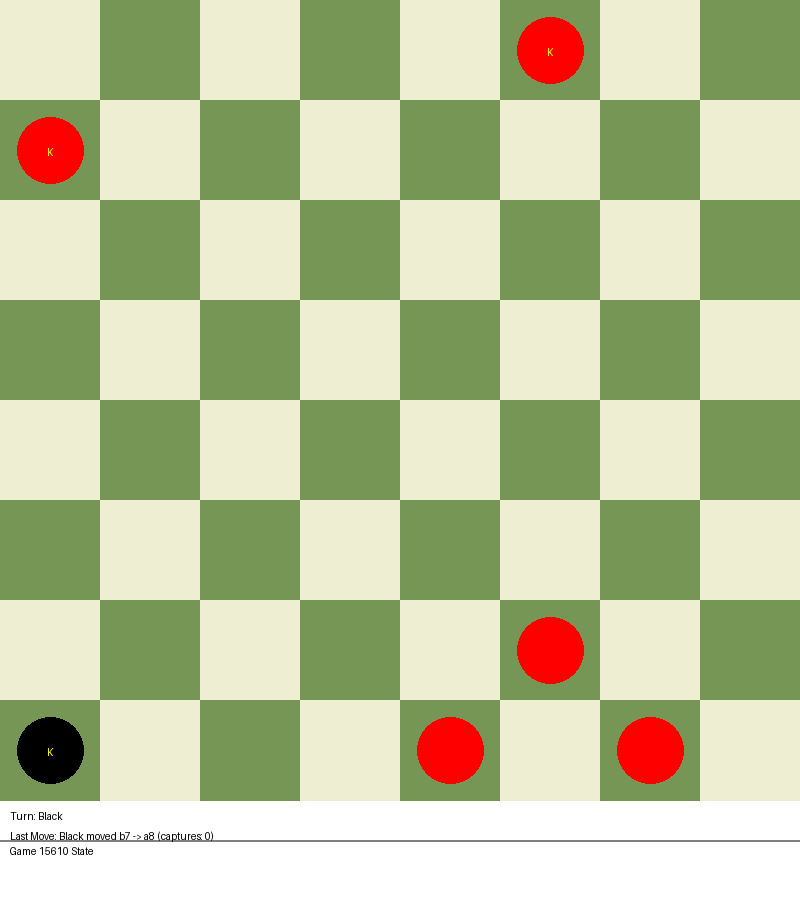 K
K
K
Turn: Black
Last Move: Black moved b7 -> a8 (captures: 0)
Game 15610 State